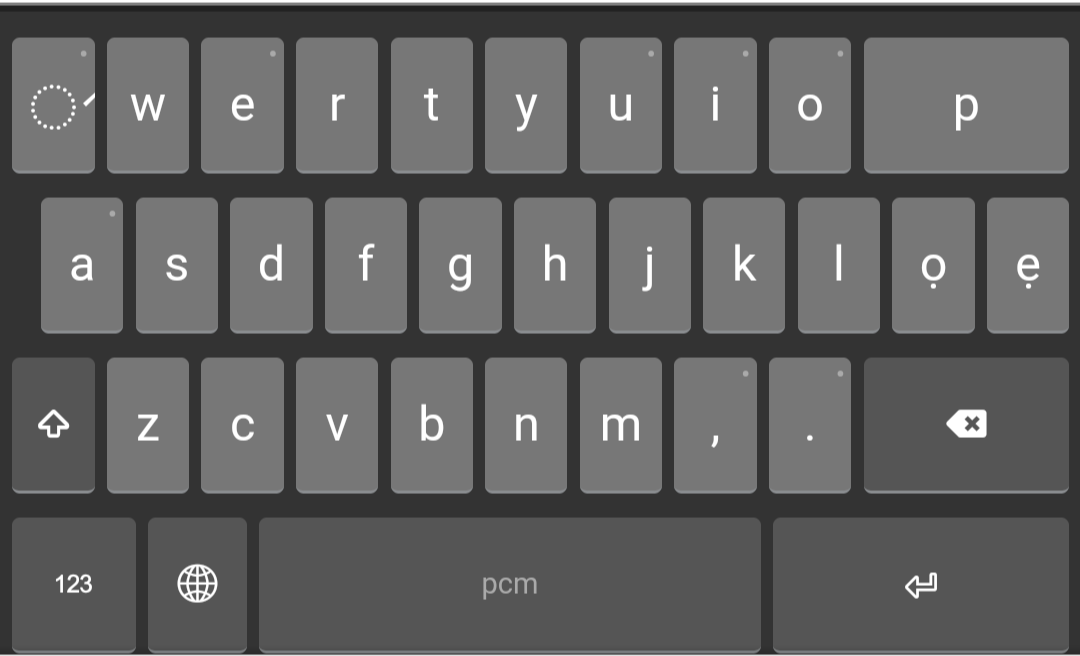 ◌́ w e r t y u i o p
a s d f g h j k l ọ ẹ
z c v b n m , .
123 pcm